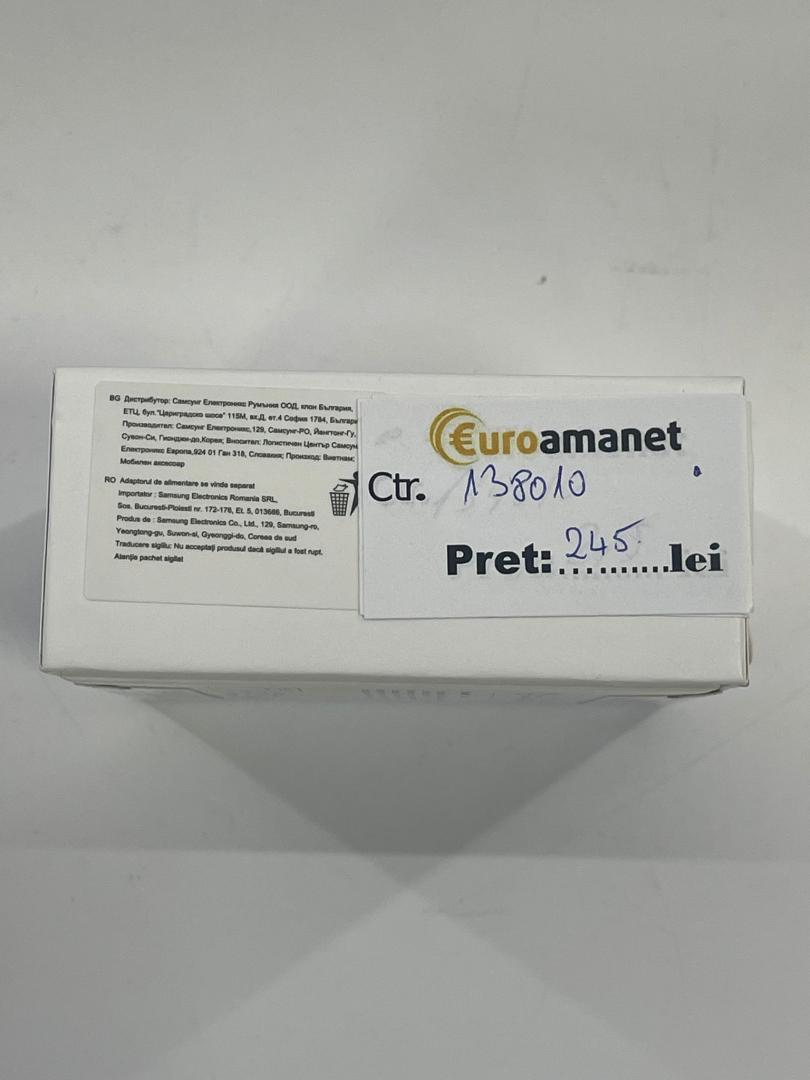 BG Дистрибутор: Самсунг Електроникс Румъния ООД, клон България,
ЕТЦ, бул."Цариградско шосе" 115М, вх.Д, ет.4 София 1784, Българи
Производител: Самсунг Електроникс,129, Самсунг-РО, Йенгтонг-Гу,
Сувон-Си, Гионджи-до,Корея; Вносител: Логистичен Център Самсунг
Електроникс Европа,924 01 Ган 318, Словакия; Произход: Виетнам;
Мобилен аксесоар
RO Adaptorul de alimentare se vinde separat
Importator : Samsung Electronics Romania SRL,
Sos. Bucuresti-Ploiesti nr. 172-176, Et. 5, 013686, Bucuresti
Produs de : Samsung Electronics Co., Ltd., 129, Samsung-ro,
Yeongtong-gu, Suwon-si, Gyeonggi-do, Coreea de sud
Traducere sigiliu: Nu acceptaţi produsul dacă sigiliul a fost rupt.
Atenţie pachet sigilat
€uroamanet
Ctr. 138010
Pret: 245 lei